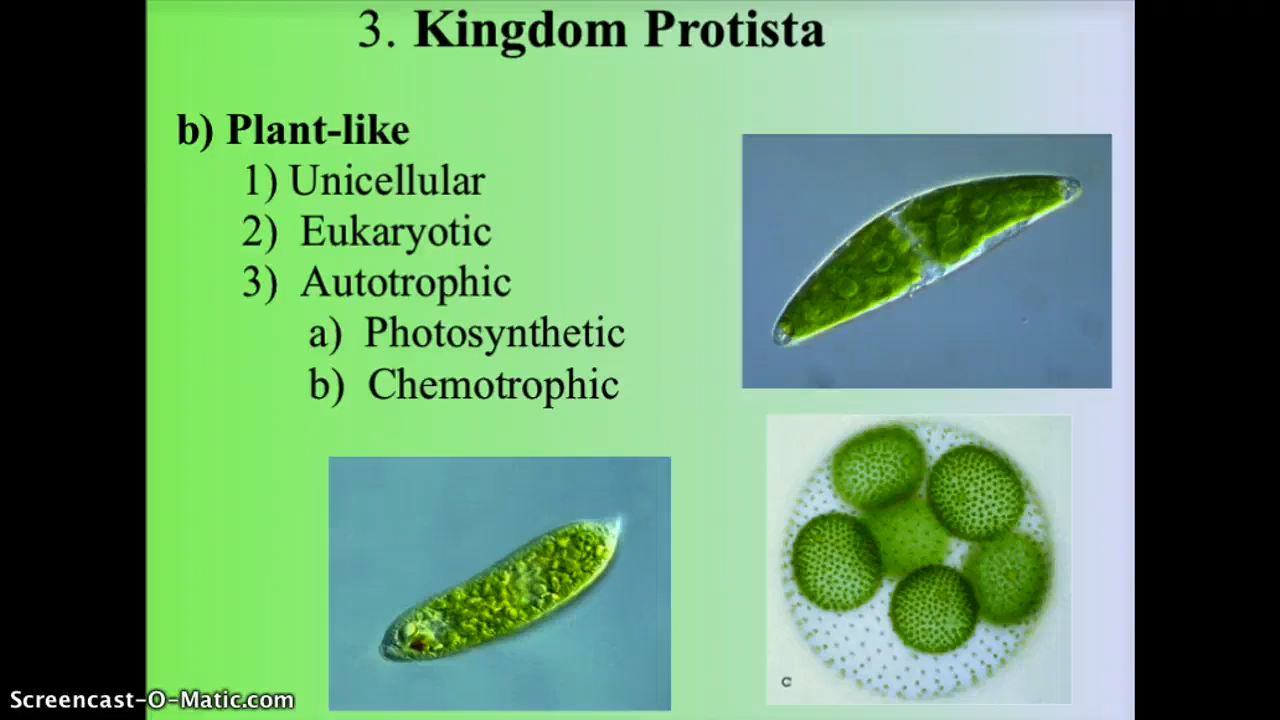 3. Kingdom Protista
b) Plant-like
1) Unicellular
2) Eukaryotic
3) Autotrophic
a) Photosynthetic
b) Chemotrophic
c
Screencast-O-Matic.com